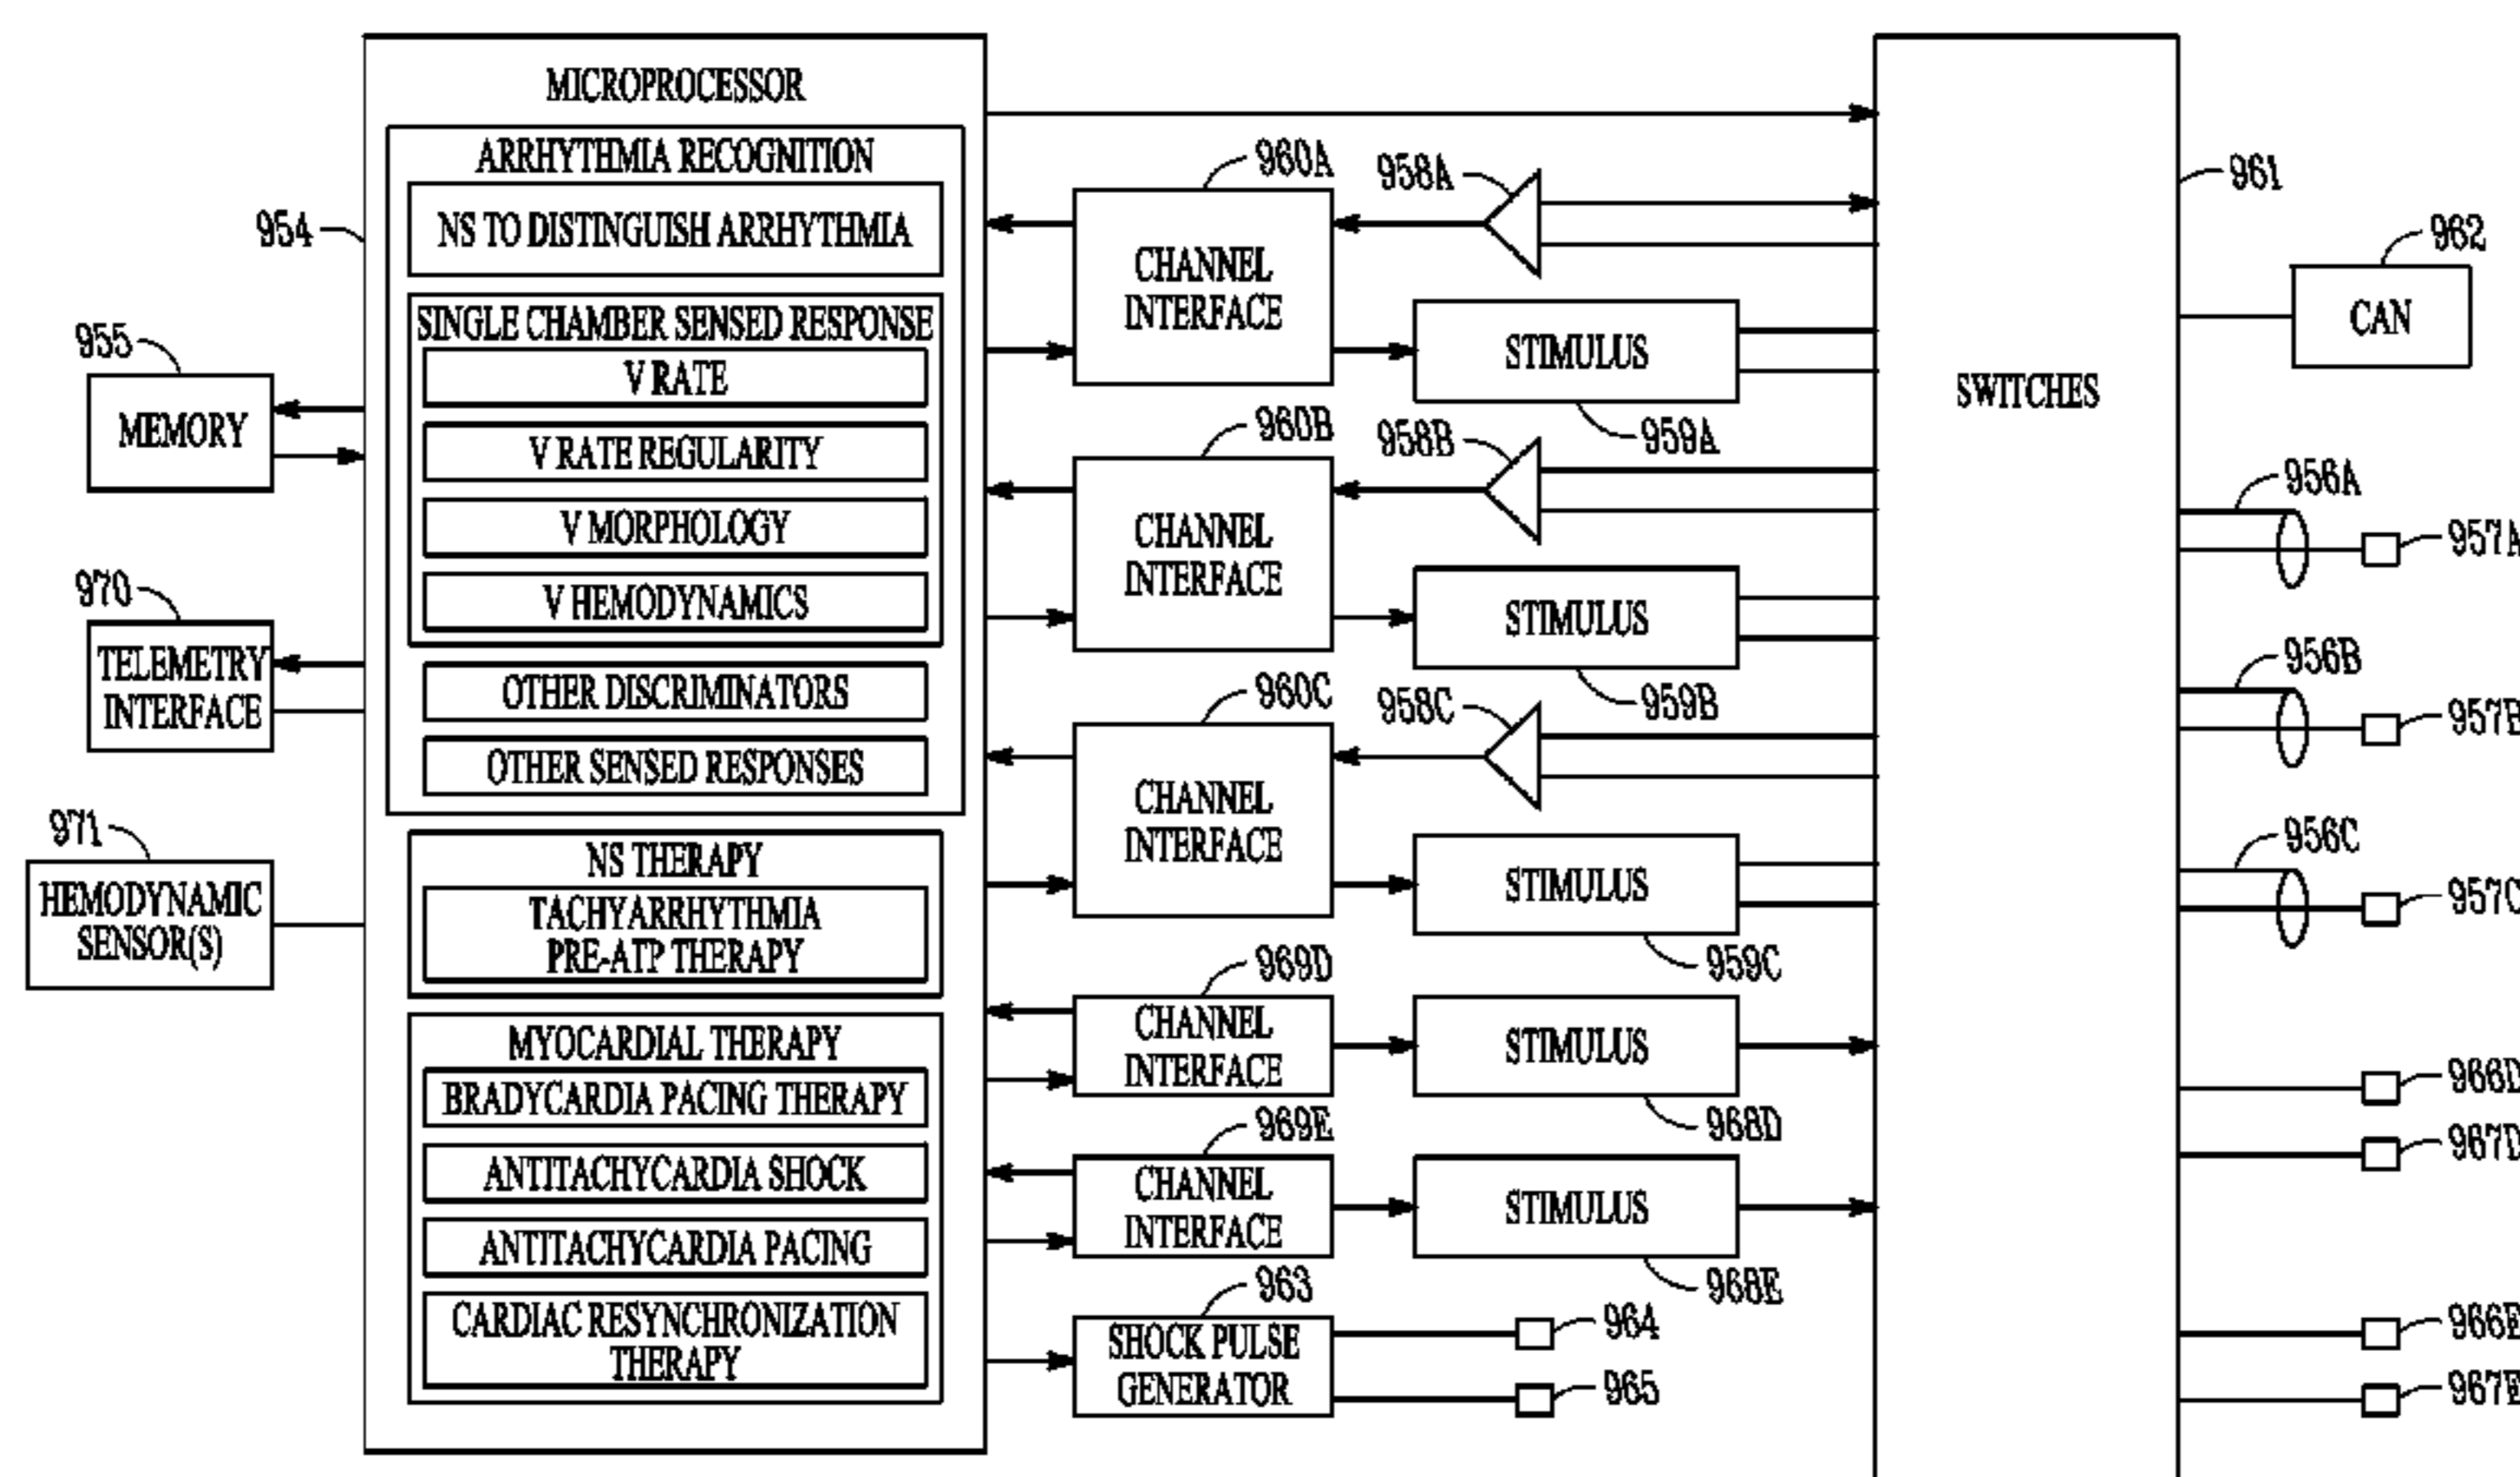 MICROPROCESSOR
ARRHYTHMIA RECOGNITION
NS TO DISTINGUISH ARRHYTHMIA
SINGLE CHAMBER SENSED RESPONSE
V RATE
V RATE REGULARITY
V MORPHOLOGY
V HEMODYNAMICS
OTHER DISCRIMINATORS
OTHER SENSED RESPONSES
NS THERAPY
TACHYARRHYTHMIA
PRE-ATP THERAPY
MYOCARDIAL THERAPY
BRADYCARDIA PACING THERAPY
ANTITACHYCARDIA SHOCK
ANTITACHYCARDIA PACING
CARDIAC RESYNCHRONIZATION
THERAPY
954
955
MEMORY
970
TELEMETRY
INTERFACE
971
HEMODYNAMIC
SENSOR(S)
960A
CHANNEL
INTERFACE
958A
STIMULUS
959A
960B
CHANNEL
INTERFACE
958B
STIMULUS
959B
960C
CHANNEL
INTERFACE
958C
STIMULUS
959C
969D
CHANNEL
INTERFACE
STIMULUS
968D
969E
CHANNEL
INTERFACE
STIMULUS
968E
963
SHOCK PULSE
GENERATOR
964
965
SWITCHES
961
962
CAN
956A
957A
956B
957B
956C
957C
966D
967D
966E
967E